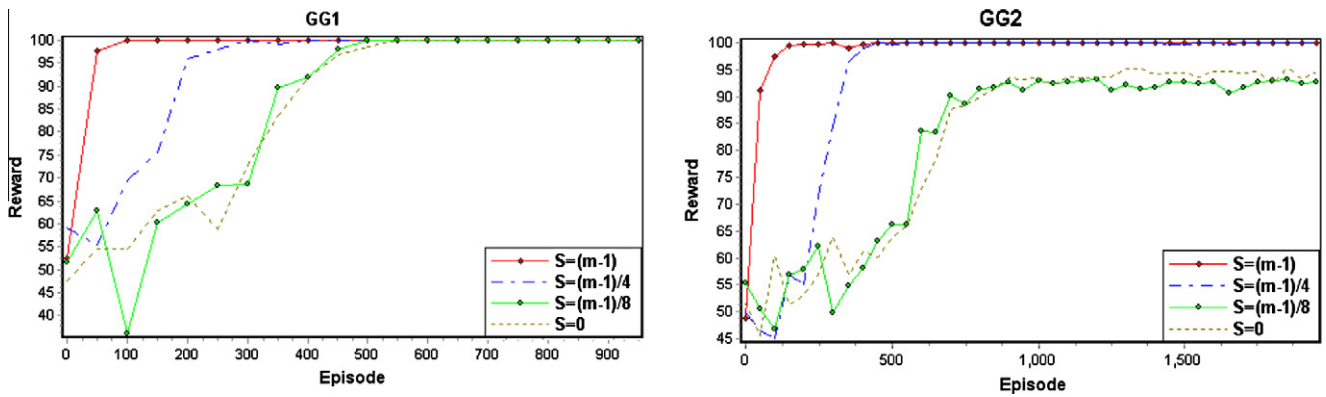 GG1
100
95
90
85
80
75
70
65
60
55
50
45
40
Reward
0
100
200
300
400
500
600
700
800
900
Episode
S=(m-1)
S=(m-1)/4
S=(m-1)/8
S=0
GG2
100
95
90
85
80
75
70
65
60
55
50
45
Reward
0
500
1,000
1,500
Episode
S=(m-1)
S=(m-1)/4
S=(m-1)/8
S=0